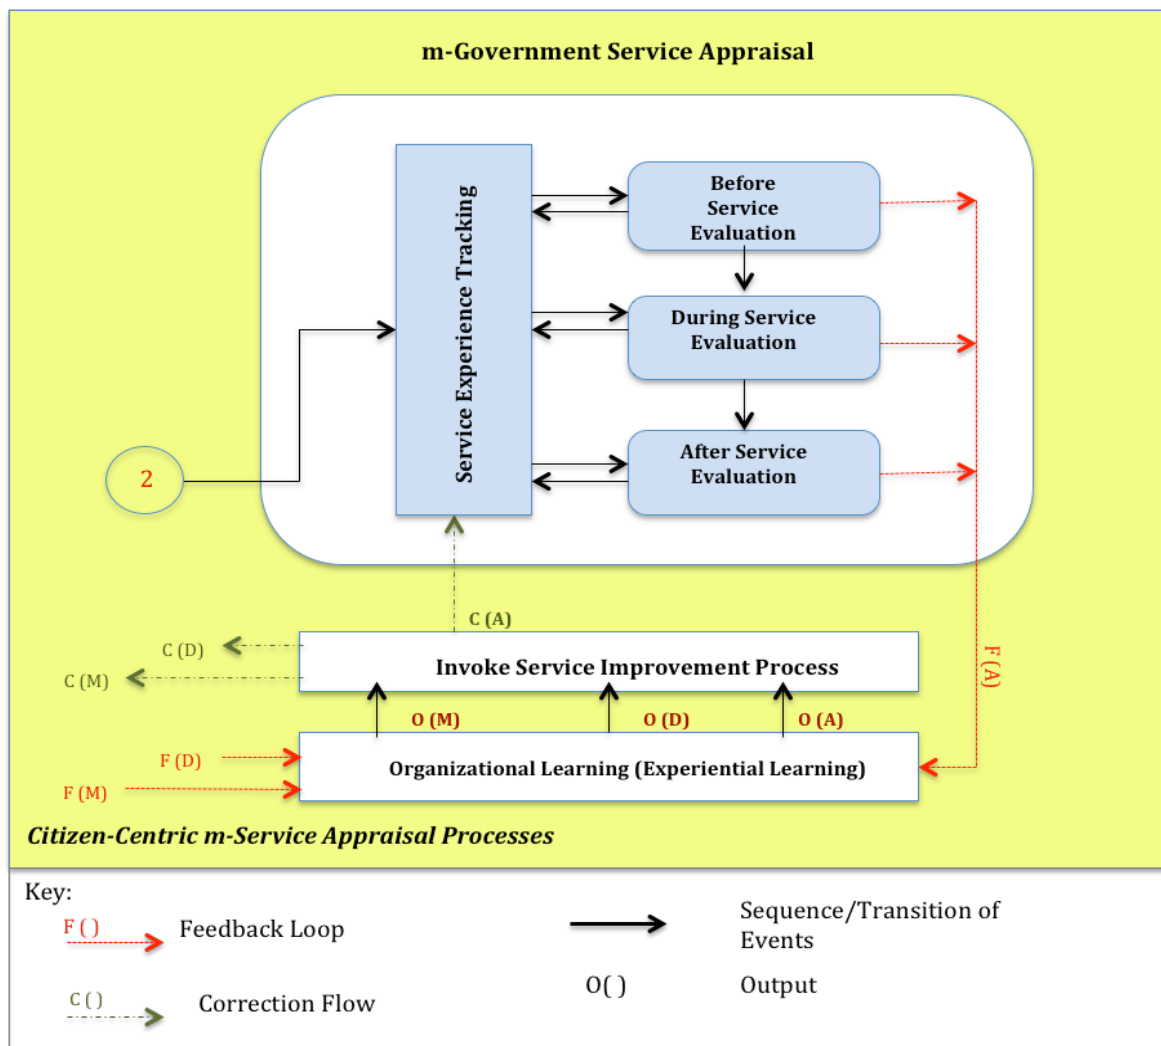 m-Government Service Appraisal
Service Experience Tracking
Before
Service
Evaluation
During Service
Evaluation
After Service
Evaluation
2
C (A)
C (D)
C (M)
Invoke Service Improvement Process
F (A)
O (M)
O (D)
O (A)
F (D)
F (M)
Organizational Learning (Experiential Learning)
Citizen-Centric m-Service Appraisal Processes
Key:
F ( )
Feedback Loop
Sequence/Transition of
Events
C ( )
Correction Flow
O( )
Output